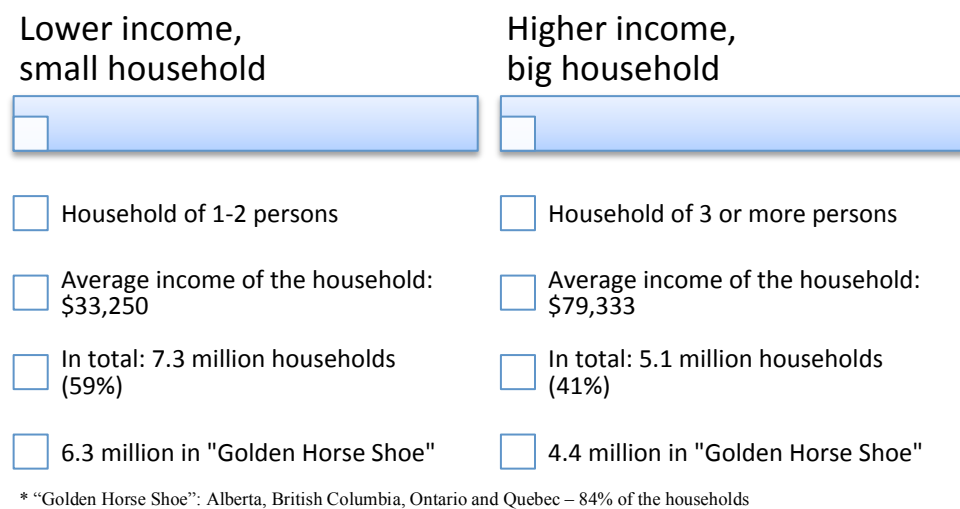 Lower income,
small household
Household of 1-2 persons
Average income of the household:
$33,250
In total: 7.3 million households
(59%)
6.3 million in "Golden Horse Shoe"
Higher income,
big household
Household of 3 or more persons
Average income of the household:
$79,333
In total: 5.1 million households
(41%)
4.4 million in "Golden Horse Shoe"
* “Golden Horse Shoe”: Alberta, British Columbia, Ontario and Quebec – 84% of the households